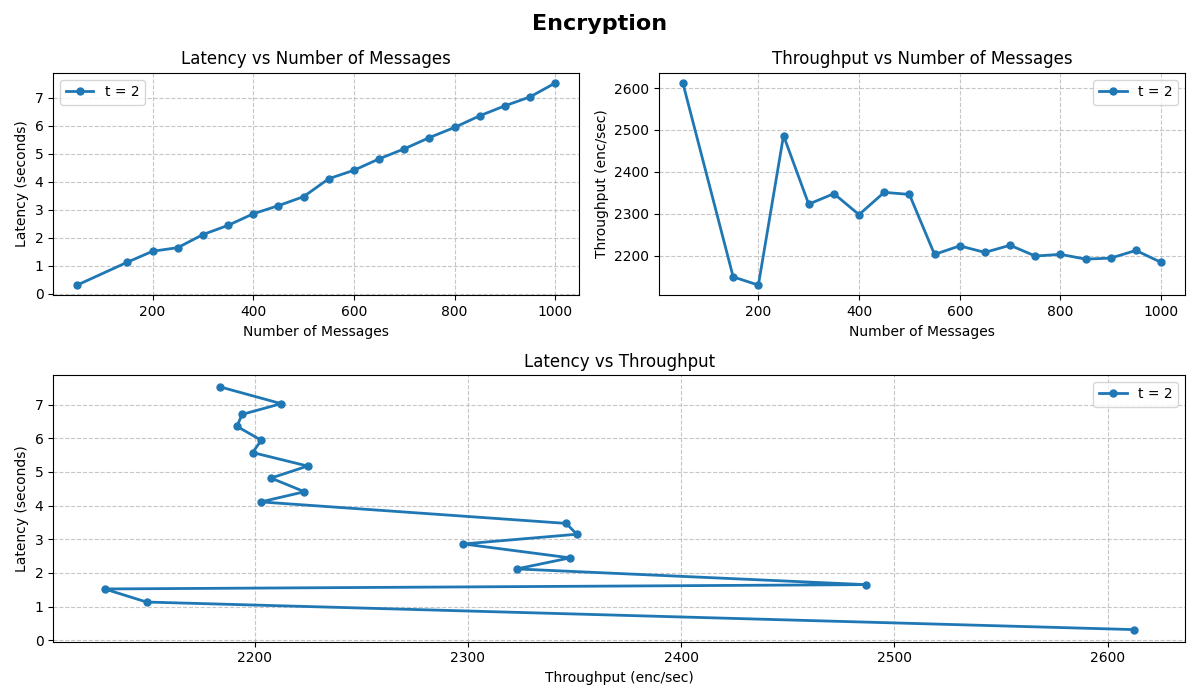 Encryption
Latency vs Number of Messages
t = 2
Latency (seconds)
7
6
5
4
3
2
1
0
200 400 600 800 1000
Number of Messages
Throughput vs Number of Messages
t = 2
Throughput (enc/sec)
2600
2500
2400
2300
2200
200 400 600 800 1000
Number of Messages
Latency vs Throughput
t = 2
Latency (seconds)
7
6
5
4
3
2
1
0
2200 2300 2400 2500 2600
Throughput (enc/sec)